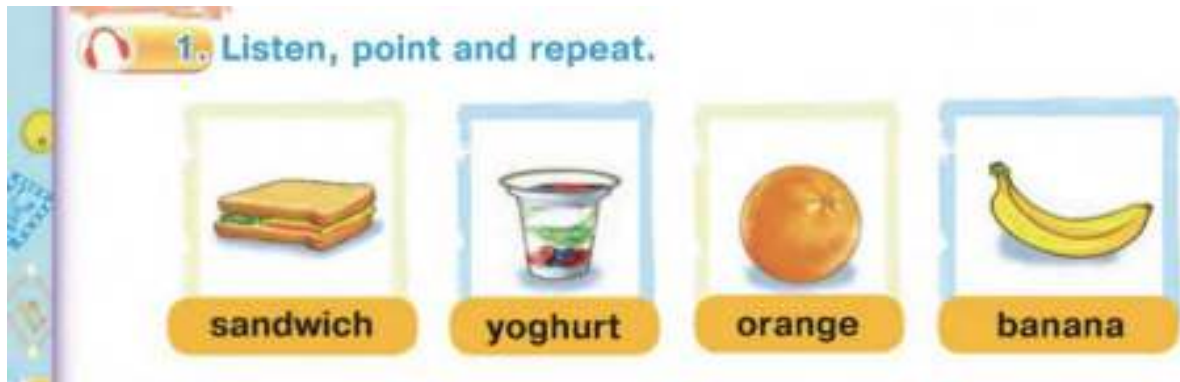 1. Listen, point and repeat.
sandwich yoghurt orange banana